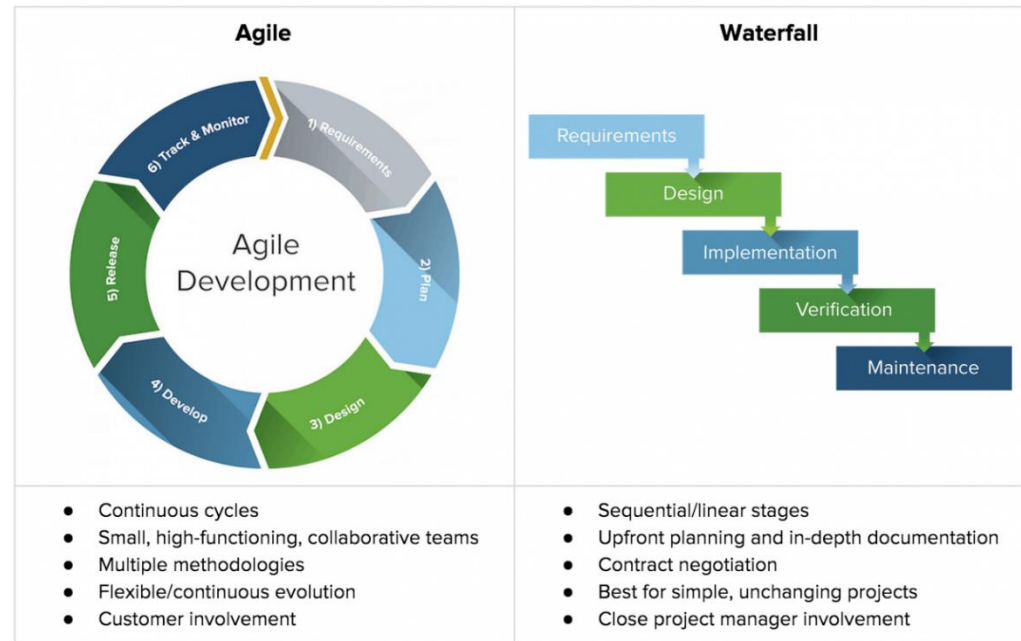 Agile
1) Requirements
2) Plan
3) Design
4) Develop
5) Release
6) Track & Monitor
Agile
Development
● Continuous cycles
● Small, high-functioning, collaborative teams
● Multiple methodologies
● Flexible/continuous evolution
● Customer involvement
Waterfall
Requirements
Design
Implementation
Verification
Maintenance
● Sequential/linear stages
● Upfront planning and in-depth documentation
● Contract negotiation
● Best for simple, unchanging projects
● Close project manager involvement